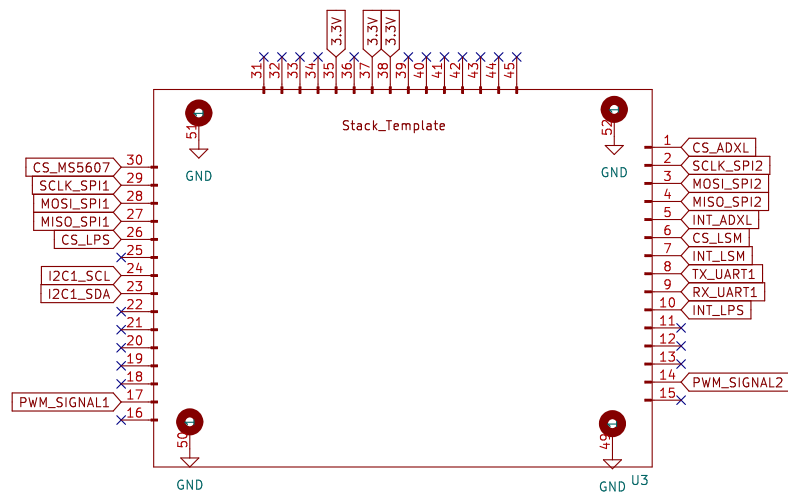 3.3V 3.3V 3.3V
31 32 33 34 35 36 37 38 39 40 41 42 43 44 45
51 52
Stack_Template
GND GND
CS_MS5607 30
SCLK_SPI1 29
MOSI_SPI1 28
MISO_SPI1 27
CS_LPS 26
25
I2C1_SCL 24
I2C1_SDA 23
22
21
20
19
18
PWM_SIGNAL1 17
16
1 CS_ADXL
2 SCLK_SPI2
3 MOSI_SPI2
4 MISO_SPI2
5 INT_ADXL
6 CS_LSM
7 INT_LSM
8 TX_UART1
9 RX_UART1
10 INT_LPS
11
12
13
14 PWM_SIGNAL2
15
50 49
GND GND U3